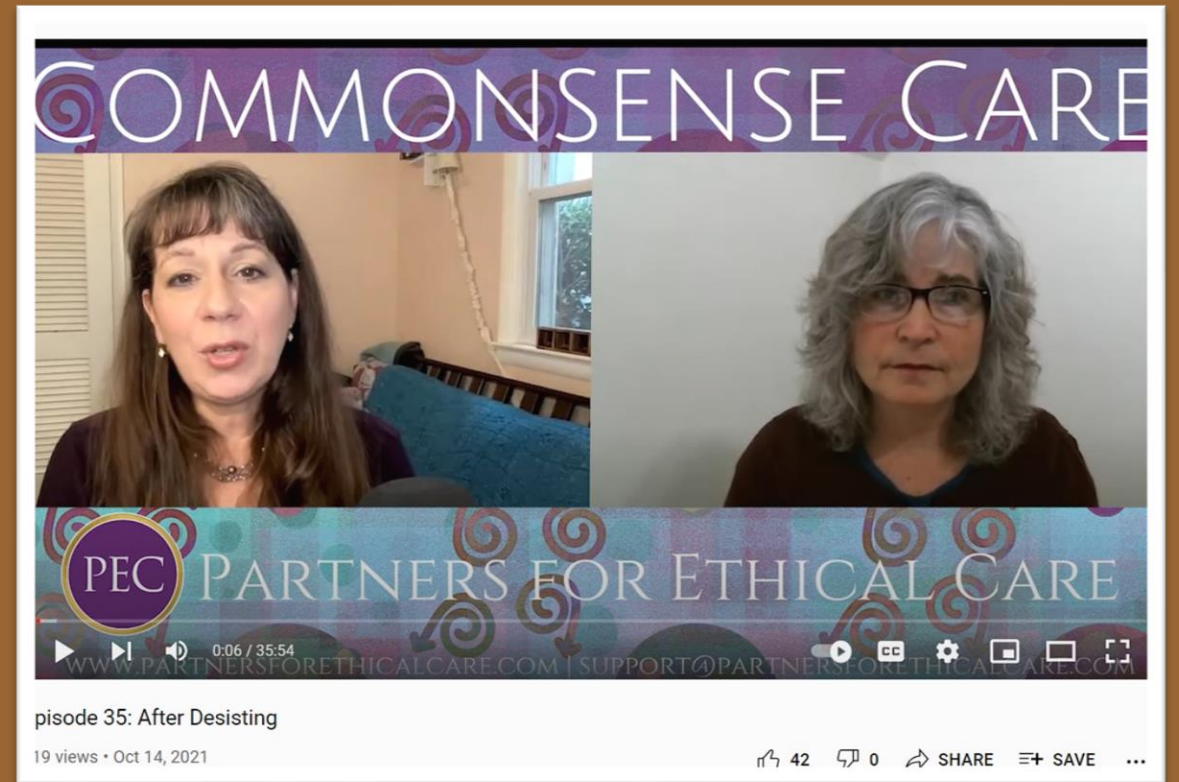 COMMONSENSE CARE
PEC
PARTNERS FOR ETHICAL CARE
0:06 / 35:54
CC
WWW.PARTNERSFORETHICALCARE.COM | SUPPORT@PARTNERSFORETHICALCARE.COM
pisode 35: After Desisting
19 views • Oct 14, 2021
42
0
SHARE
SAVE